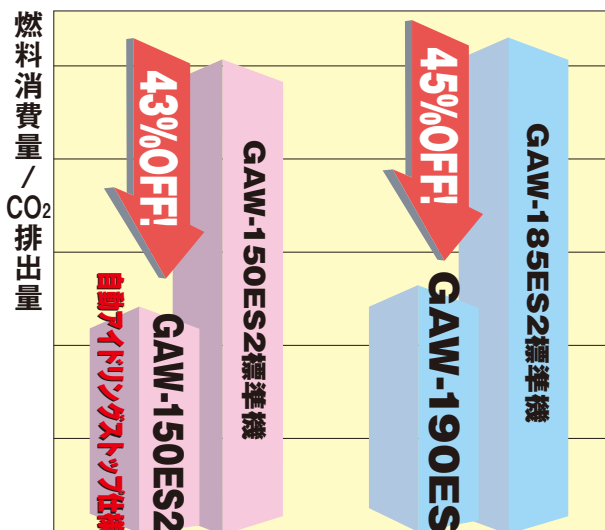 燃料消費量/CO2排出量
43%OFF!
自動アイドリングストップ仕様
GAW-150ES2
GAW-150ES2標準機
45%OFF!
GAW-190ES
GAW-185ES2標準機